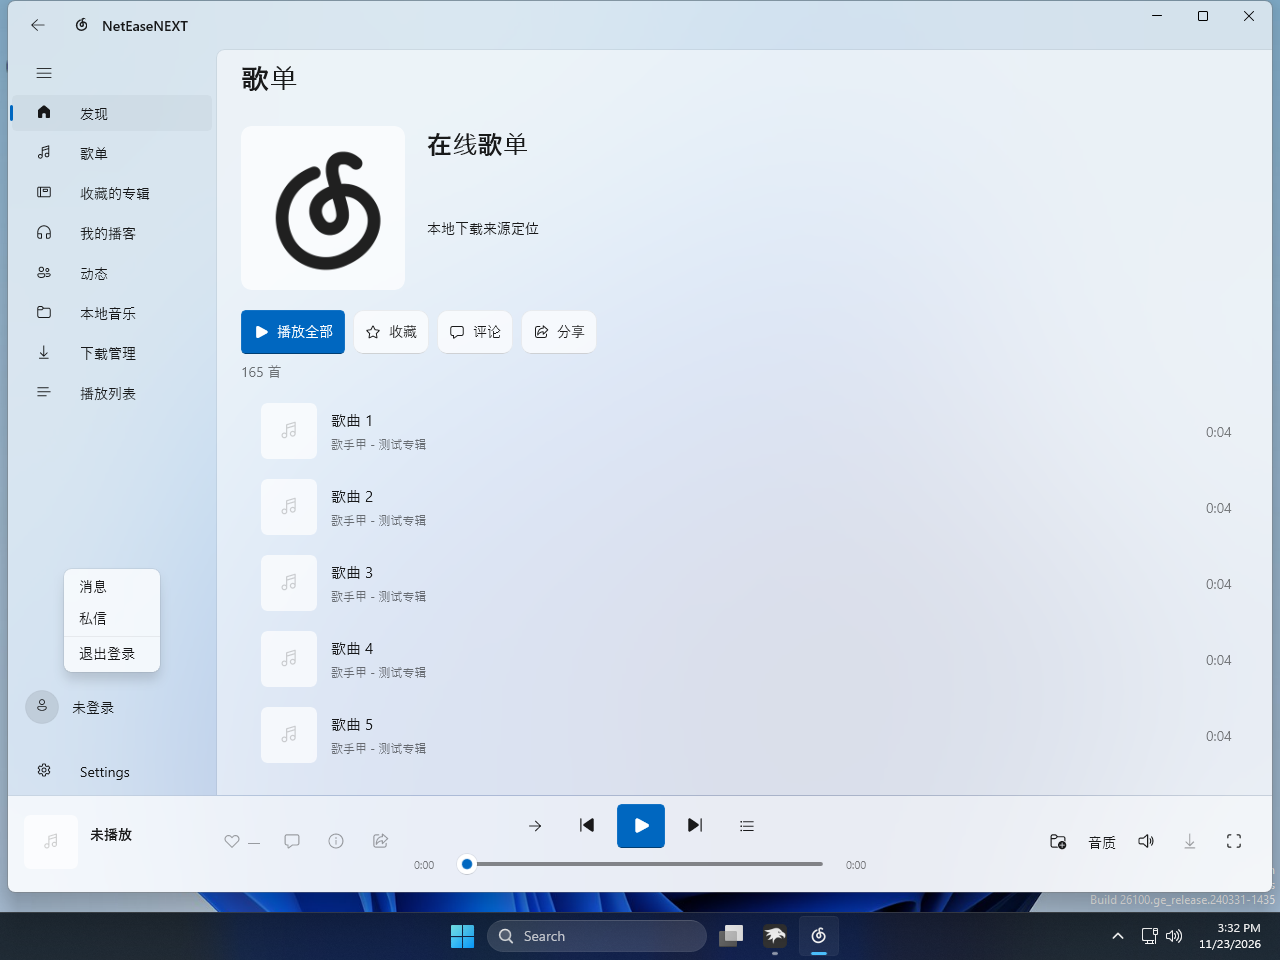 NetEaseNEXT
发现
歌单
收藏的专辑
我的播客
动态
本地音乐
下载管理
播放列表
消息
私信
退出登录
未登录
Settings
歌单
在线歌单
本地下载来源定位
播放全部
收藏
评论
分享
165 首
歌曲 1
歌手甲 - 测试专辑
0:04
歌曲 2
歌手甲 - 测试专辑
0:04
歌曲 3
歌手甲 - 测试专辑
0:04
歌曲 4
歌手甲 - 测试专辑
0:04
歌曲 5
歌手甲 - 测试专辑
0:04
未播放
0:00
0:00
音质
Build 26100.ge_release.240331-1435
Search
3:32 PM
11/23/2026